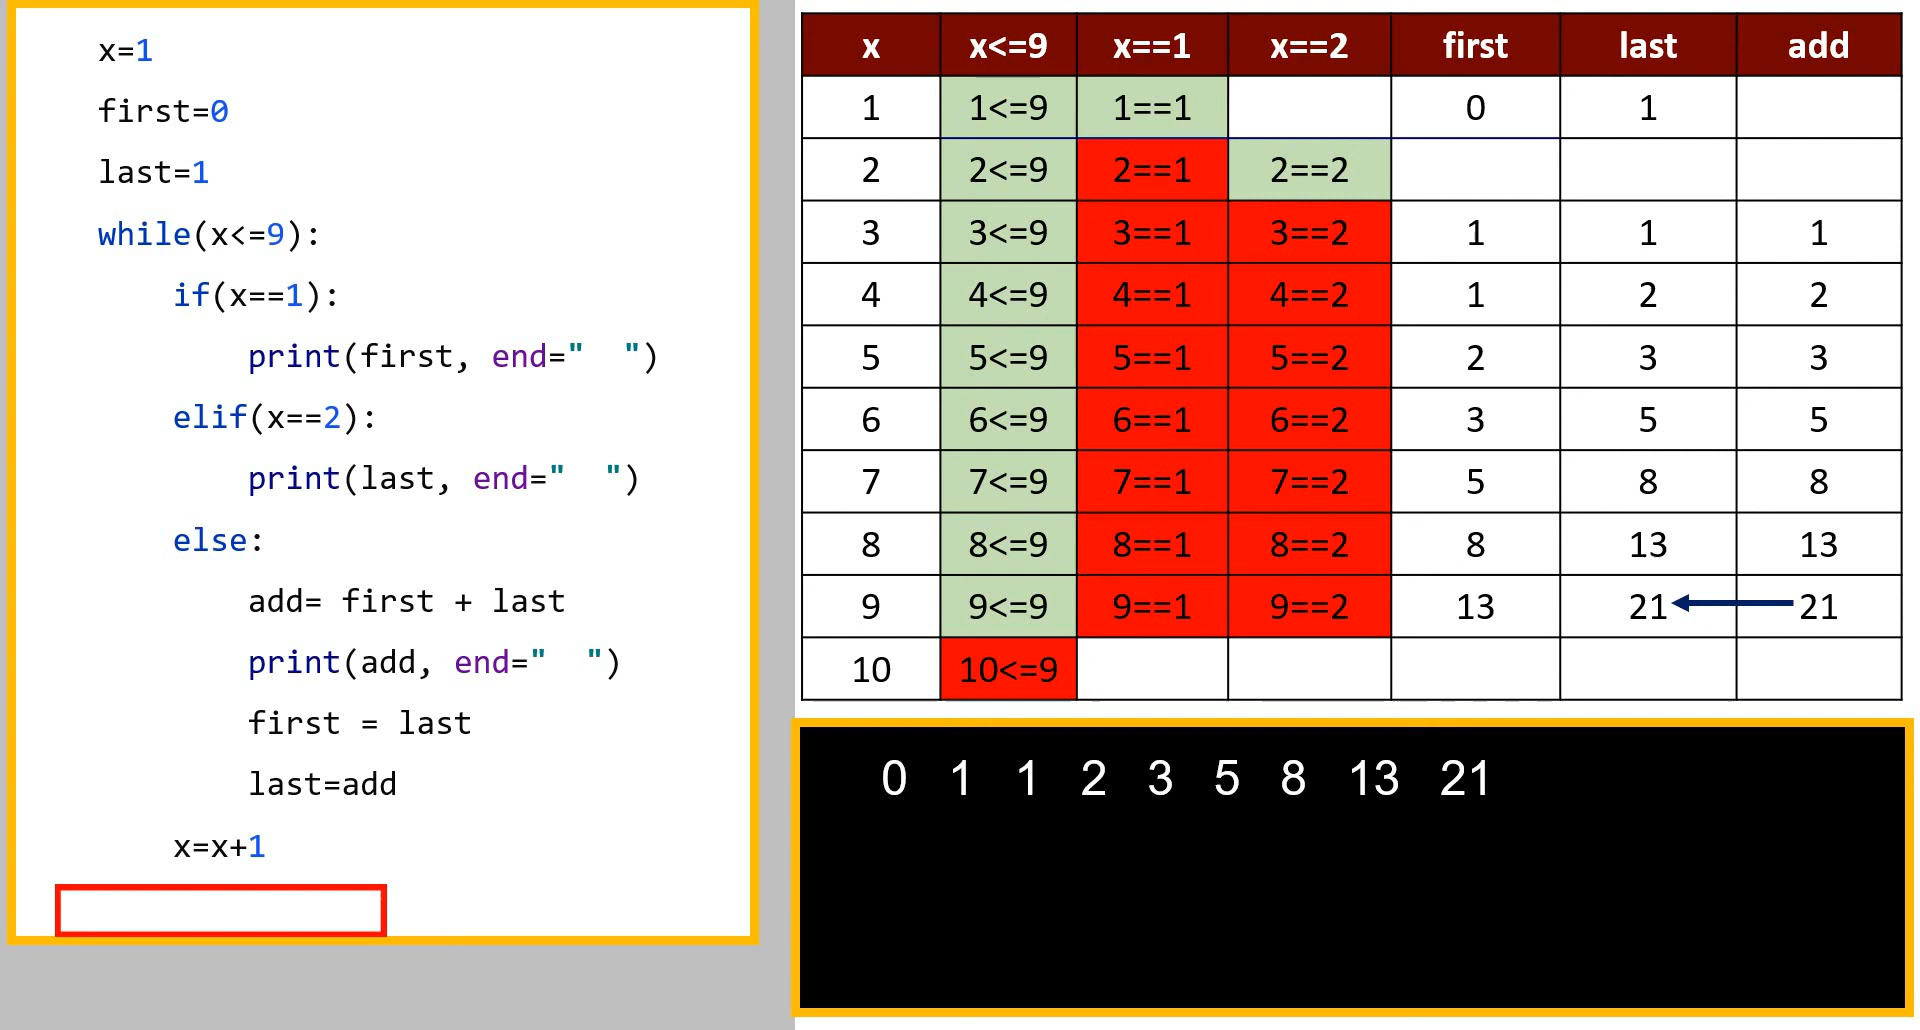 x=1
first=0
last=1
while(x<=9):
if(x==1):
print(first, end="  ")
elif(x==2):
print(last, end="  ")
else:
add= first + last
print(add, end="  ")
first = last
last=add
x=x+1
x x<=9 x==1 x==2 first last add
1 1<=9 1==1 0 1
2 2<=9 2==1 2==2
3 3<=9 3==1 3==2 1 1 1
4 4<=9 4==1 4==2 1 2 2
5 5<=9 5==1 5==2 2 3 3
6 6<=9 6==1 6==2 3 5 5
7 7<=9 7==1 7==2 5 8 8
8 8<=9 8==1 8==2 8 13 13
9 9<=9 9==1 9==2 13 21 21
10 10<=9
0 1 1 2 3 5 8 13 21